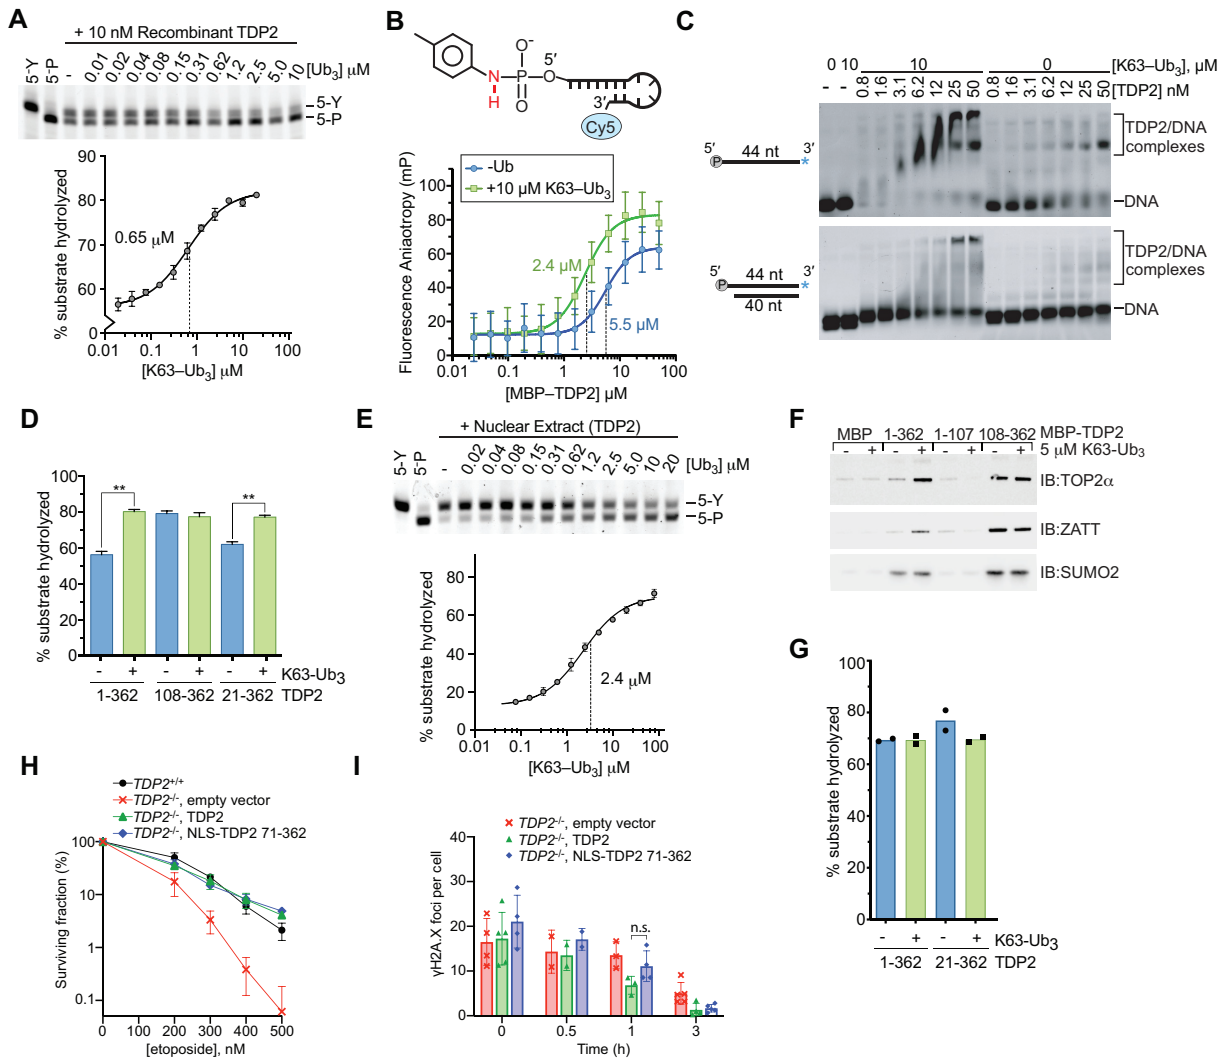 A
+ 10 nM Recombinant TDP2
5-Y
5-P
-
0.01
0.02
0.04
0.08
0.15
0.31
0.62
1.2
2.5
5.0
10
[Ub3] μM
5-Y
5-P
% substrate hydrolyzed
90
80
70
60
0
0.65 μM
0.01
0.1
1
10
100
[K63–Ub3] μM
B
N
H
O-
P
O
O
5′
3′
Cy5
-Ub
+10 μM K63–Ub3
Fluorescence Aniaotropy (mP)
100
80
60
40
20
0
2.4 μM
5.5 μM
0.01
0.1
1
10
100
[MBP–TDP2] μM
C
0
10
10
0
[K63–Ub3], μM
-
-
0.8
1.6
3.1
6.2
12
25
50
0.8
1.6
3.1
6.2
12
25
50
[TDP2] nM
5′
44 nt
3′
P
*
TDP2/DNA
complexes
DNA
5′
44 nt
3′
P
*
40 nt
TDP2/DNA
complexes
DNA
D
% substrate hydrolyzed
100
80
60
40
20
0
**
**
-
+
-
+
-
+
K63-Ub3
1-362
108-362
21-362
TDP2
E
+ Nuclear Extract (TDP2)
5-Y
5-P
-
0.02
0.04
0.08
0.15
0.31
0.62
1.2
2.5
5.0
10
20
[Ub3] μM
5-Y
5-P
% substrate hydrolyzed
80
60
40
20
0
2.4 μM
0.01
0.1
1
10
100
[K63–Ub3] μM
F
MBP
1-362
1-107
108-362
MBP-TDP2
-
+
-
+
-
+
-
+
5 μM K63-Ub3
IB:TOP2α
IB:ZATT
IB:SUMO2
G
% substrate hydrolyzed
100
80
60
40
20
0
-
+
-
+
K63-Ub3
1-362
21-362
TDP2
H
TDP2+/+
TDP2-/-, empty vector
TDP2-/-, TDP2
TDP2-/-, NLS-TDP2 71-362
Surviving fraction (%)
100
10
1
0.1
0
100
200
300
400
500
[etoposide], nM
I
TDP2-/-, empty vector
TDP2-/-, TDP2
TDP2-/-, NLS-TDP2 71-362
γH2A.X foci per cell
40
30
20
10
0
n.s.
0
0.5
1
3
Time (h)